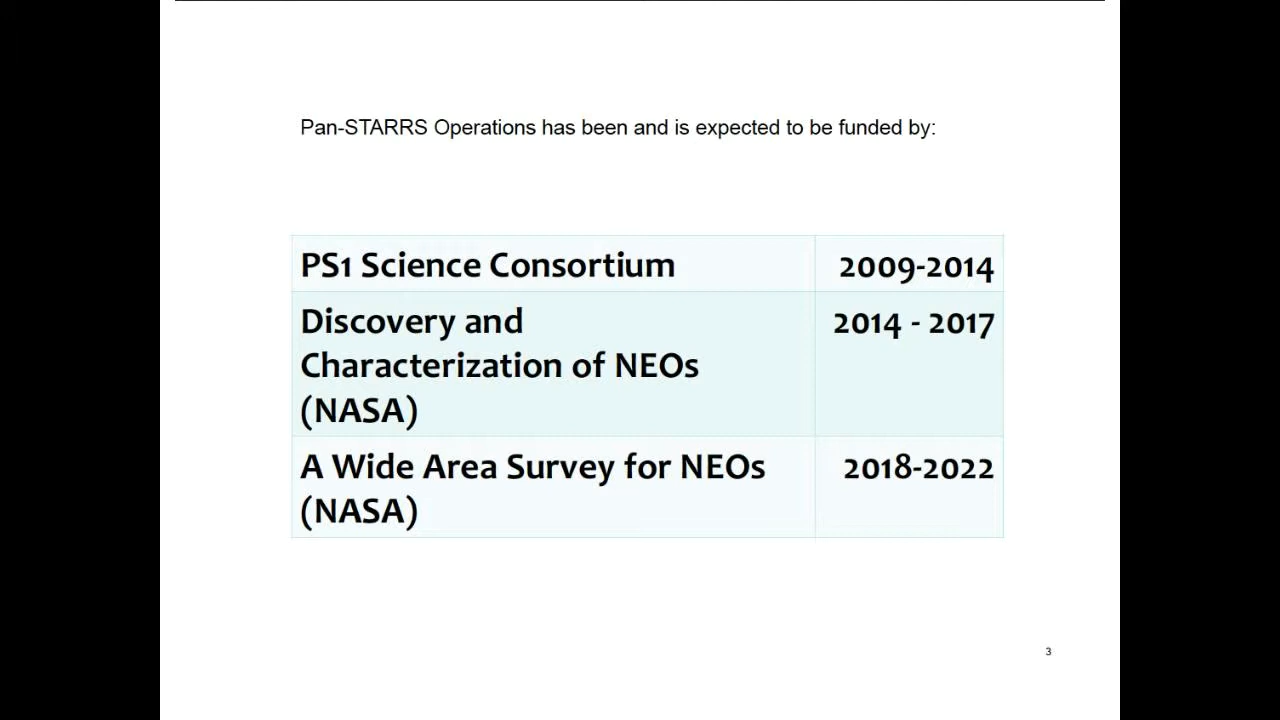 Pan-STARRS Operations has been and is expected to be funded by:
PS1 Science Consortium 2009-2014
Discovery and 2014 - 2017
Characterization of NEOs
(NASA)
A Wide Area Survey for NEOs 2018-2022
(NASA)
3